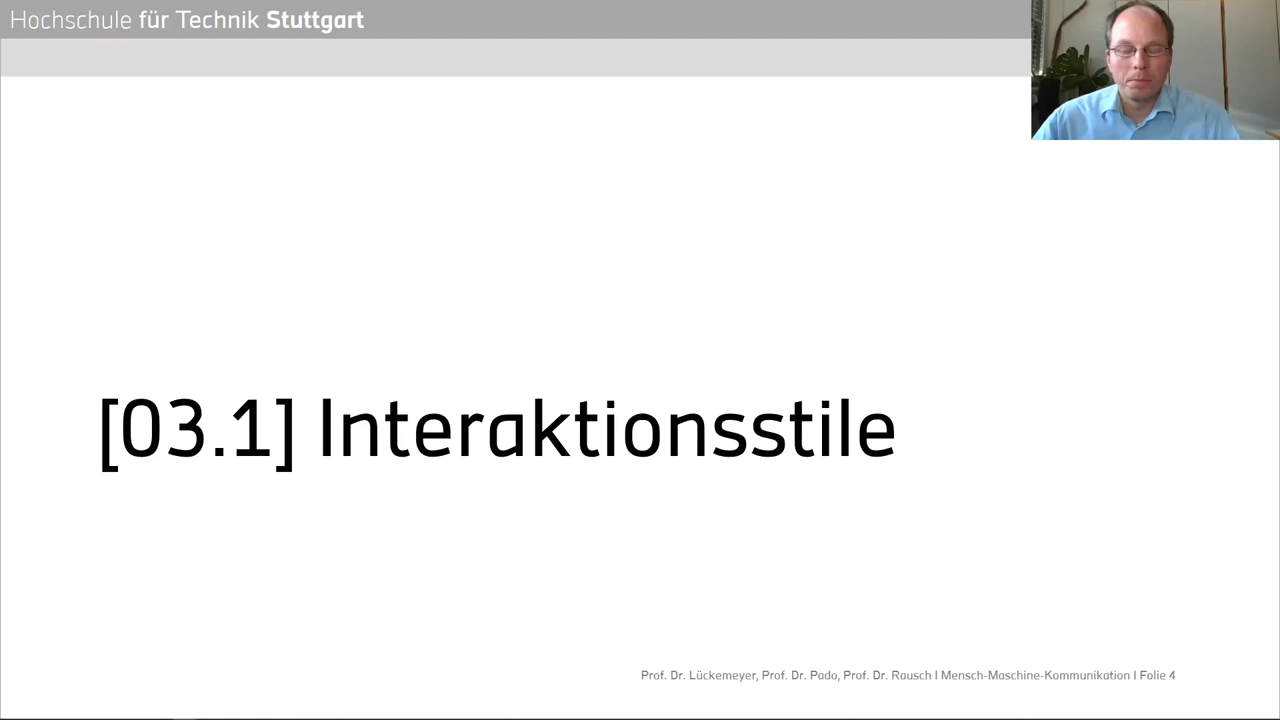 Hochschule für Technik Stuttgart
[03.1] Interaktionsstile
Prof. Dr. Lückemeyer, Prof. Dr. Pado, Prof. Dr. Rausch I Mensch-Maschine-Kommunikation I Folie 4